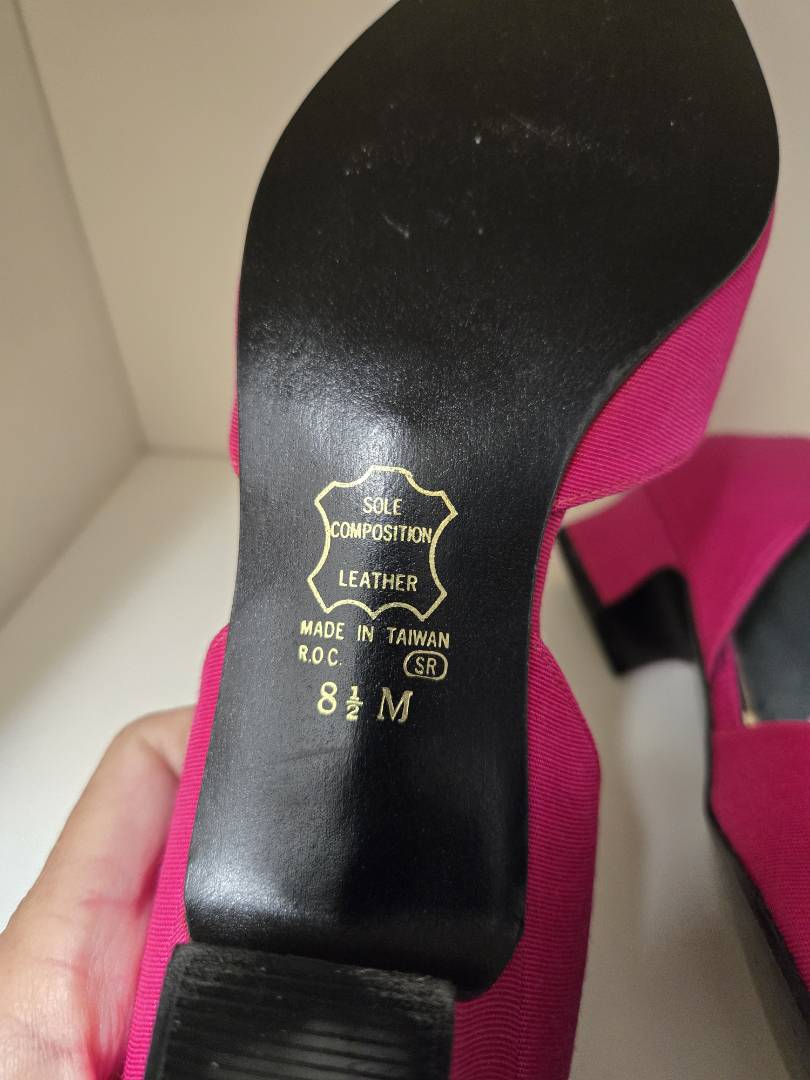 SOLE
COMPOSITION
LEATHER
MADE IN TAIWAN
R.O C. SR
8½ M